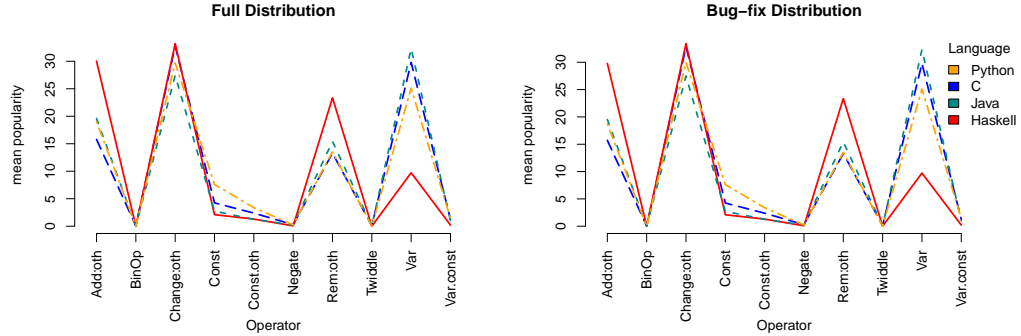 Full Distribution
mean popularity
0
5
10
15
20
25
30
Add:oth
BinOp
Change:oth
Const
Const.oth
Negate
Rem:oth
Twiddle
Var
Var.const
Operator
Bug−fix Distribution
mean popularity
0
5
10
15
20
25
30
Add:oth
BinOp
Change:oth
Const
Const.oth
Negate
Rem:oth
Twiddle
Var
Var.const
Operator
Language
Python
C
Java
Haskell